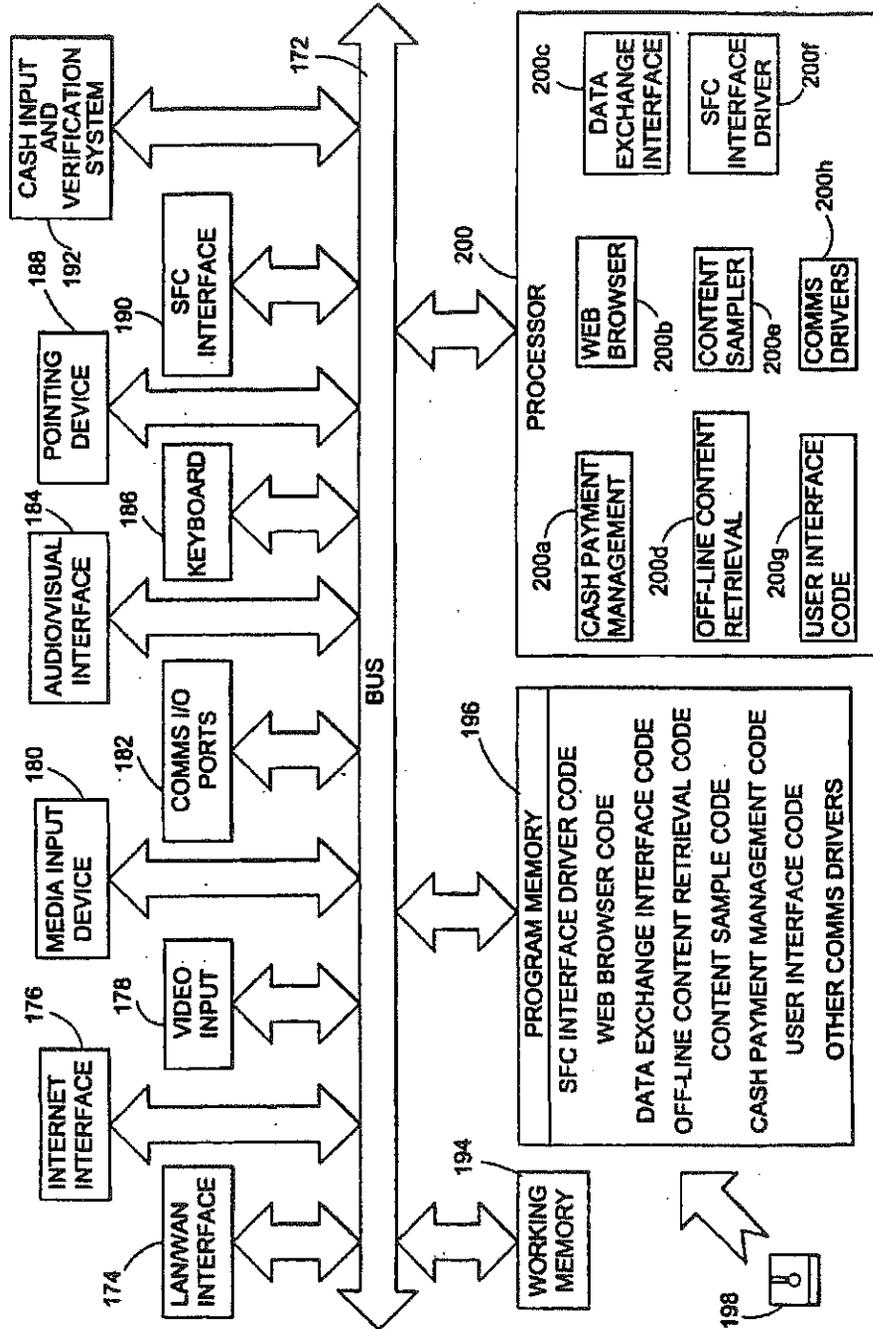 176
INTERNET
INTERFACE
180
MEDIA INPUT
DEVICE
184
AUDIO/VISUAL
INTERFACE
188
POINTING
DEVICE
192
CASH INPUT
AND
VERIFICATION
SYSTEM
174
LAN/WAN
INTERFACE
178
VIDEO
INPUT
182
COMMS I/O
PORTS
186
KEYBOARD
190
SFC
INTERFACE
172
BUS
194
WORKING
MEMORY
196
PROGRAM MEMORY
SFC INTERFACE DRIVER CODE
WEB BROWSER CODE
DATA EXCHANGE INTERFACE CODE
OFF-LINE CONTENT RETRIEVAL CODE
CONTENT SAMPLE CODE
CASH PAYMENT MANAGEMENT CODE
USER INTERFACE CODE
OTHER COMMS DRIVERS
198
200
PROCESSOR
200a
CASH PAYMENT
MANAGEMENT
WEB
BROWSER
200b
200c
DATA
EXCHANGE
INTERFACE
200d
OFF-LINE CONTENT
RETRIEVAL
CONTENT
SAMPLER
200e
SFC
INTERFACE
DRIVER
200f
200g
USER INTERFACE
CODE
COMMS
DRIVERS
200h